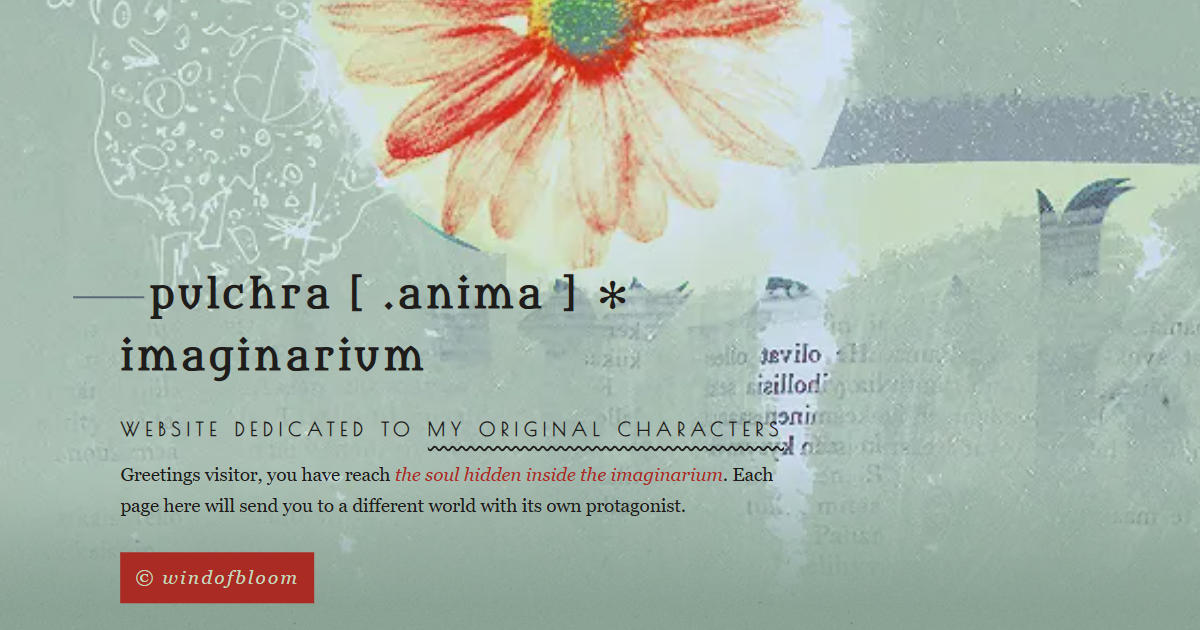 pulchra [ .anima ] *
imaginarium
WEBSITE DEDICATED TO MY ORIGINAL CHARACTERS
Greetings visitor, you have reach the soul hidden inside the imaginarium. Each
page here will send you to a different world with its own protagonist.
© windofbloom
olivat